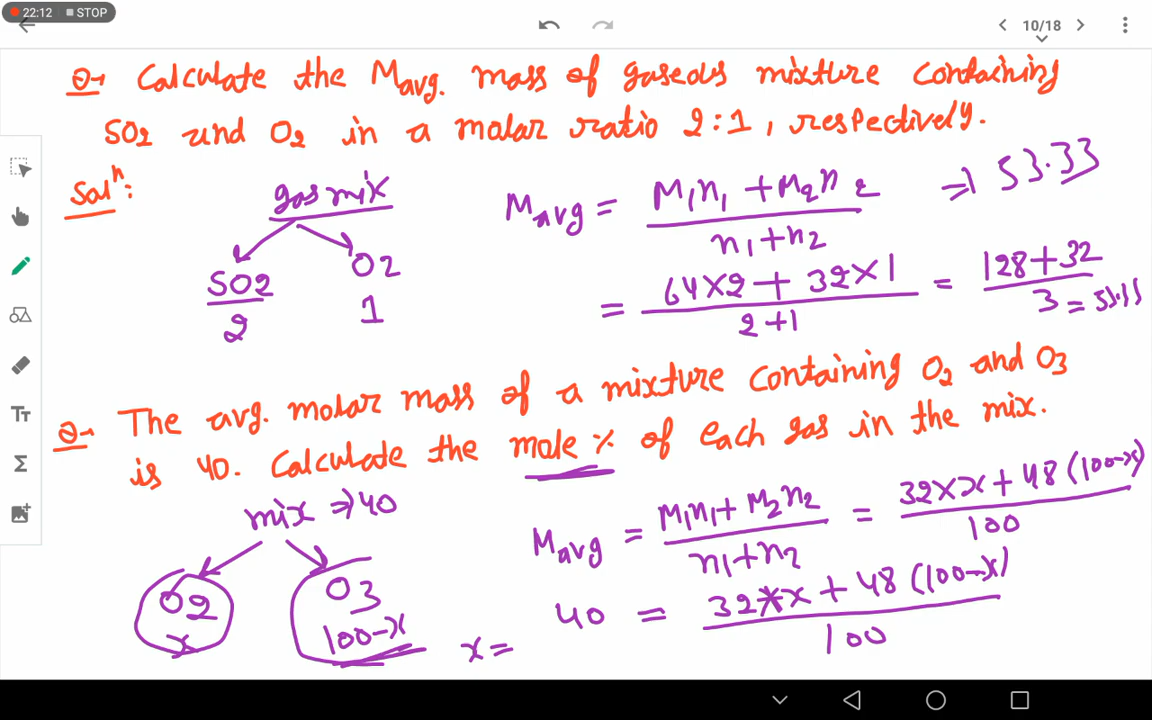 22:12 STOP
10/18
Q→ Calculate the Mavg. mass of gaseous mixture containing
SO2 and O2 in a molar ratio 2:1, respectively.
Solⁿ:
gas mix
SO2
2
O2
1
Mavg = M1n1 + M2n2 / n1+n2 ⇒ 53.33
= 64×2 + 32×1 / 2+1 = 128+32 / 3 = 53.33
Q→ The avg. molar mass of a mixture containing O2 and O3
is 40. Calculate the mole % of each gas in the mix.
mix ⇒ 40
O2
x
O3
100-x
Mavg = M1n1 + M2n2 / n1+n2 = 32×x + 48(100-x) / 100
40 = 32*x + 48(100-x) / 100
x =
Tт
Σ